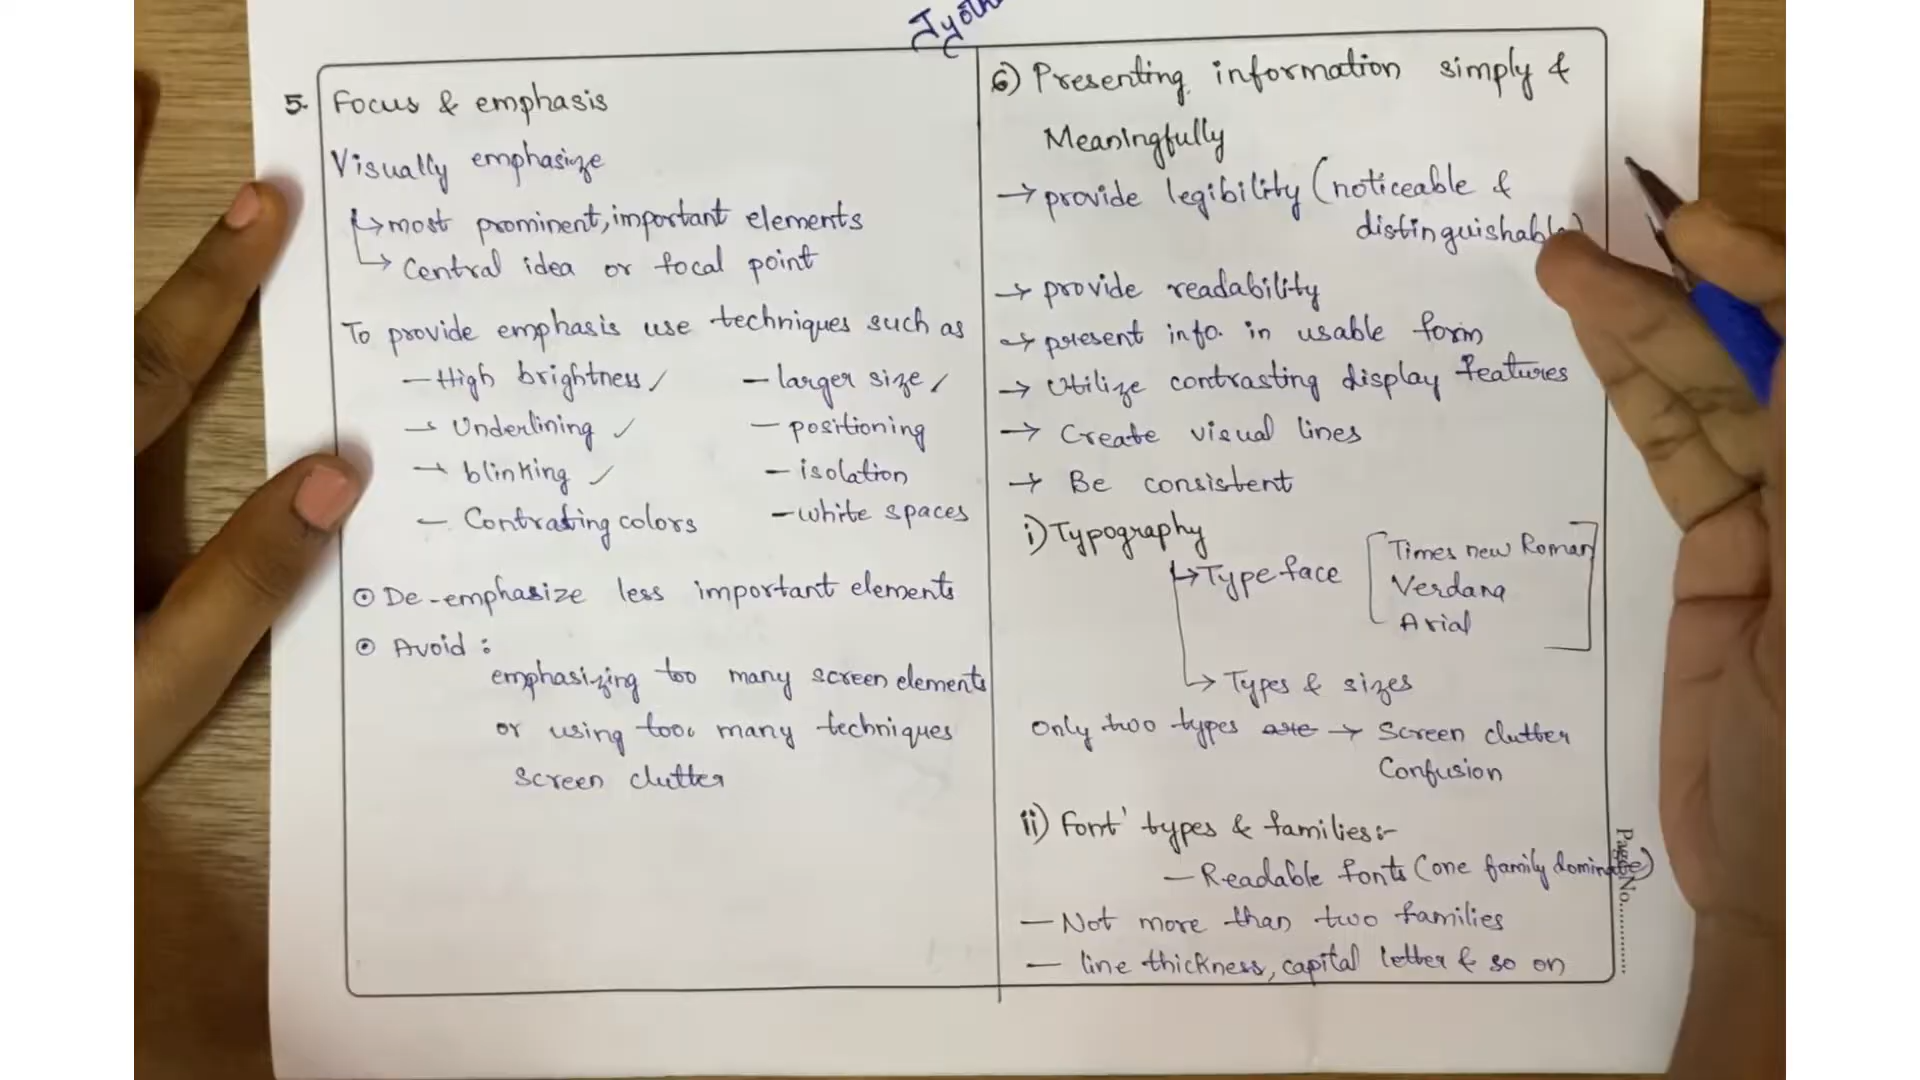 5. Focus & emphasis
Visually emphasize
↳ most prominent, important elements
↳ Central idea or focal point
To provide emphasis use techniques such as
– High brightness ✓
– Underlining ✓
– blinking ✓
– Contrating colors
– larger size ✓
– positioning
– isolation
– white spaces
⊙ De-emphasize less important elements
⊙ Avoid :
emphasizing too many screen elements
or using too many techniques
screen clutter
6) Presenting information simply &
Meaningfully
→ provide legibility (noticeable &
distinguishable)
→ provide readability
→ present info. in usable form
→ Utilize contrasting display features
→ Create visual lines
→ Be consistent
i) Typography
↳ Type face
Times new Roman
Verdana
Arial
↳ Types & sizes
Only two types are → Screen clutter
Confusion
ii) Font types & families :-
– Readable fonts (one family
– Not more than two families
– line thickness, capital letter & so on
Page No.............